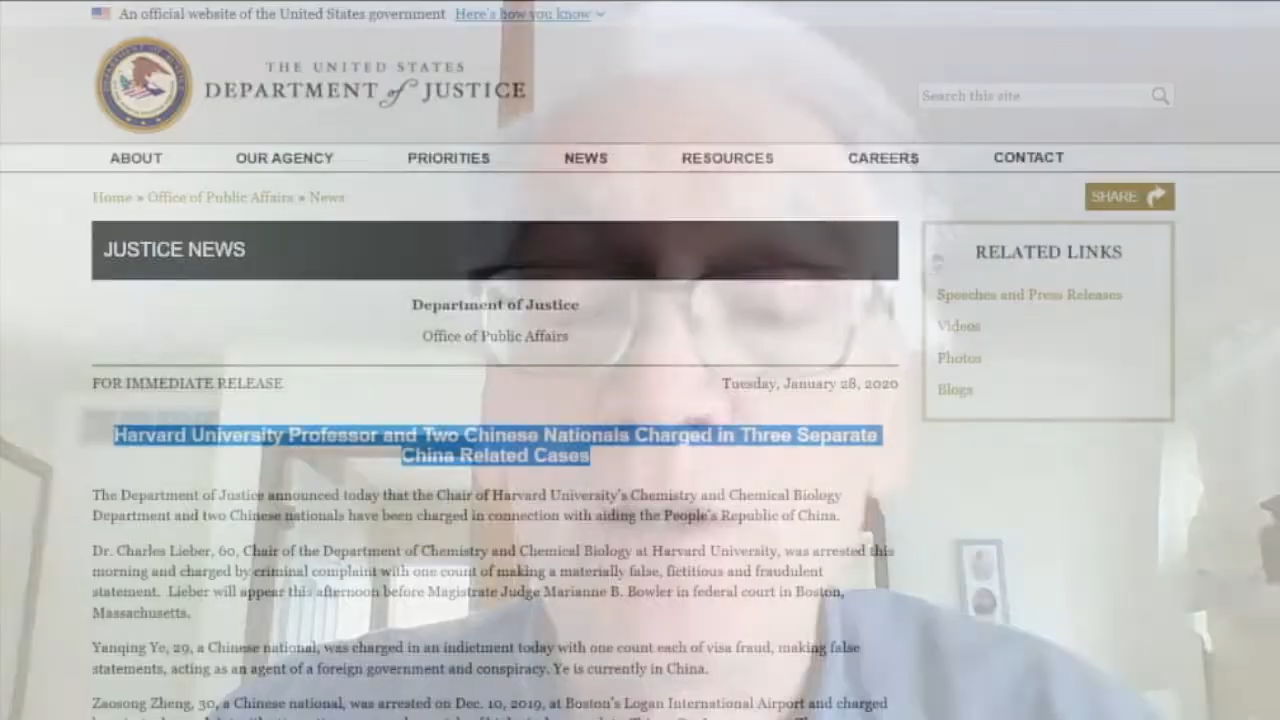 An official website of the United States government Here's how you know
THE UNITED STATES
DEPARTMENT of JUSTICE
Search this site
ABOUT OUR AGENCY PRIORITIES NEWS RESOURCES CAREERS CONTACT
Home » Office of Public Affairs » News
SHARE
JUSTICE NEWS
Department of Justice
Office of Public Affairs
FOR IMMEDIATE RELEASE
Tuesday, January 28, 2020
Harvard University Professor and Two Chinese Nationals Charged in Three Separate
China Related Cases
The Department of Justice announced today that the Chair of Harvard University's Chemistry and Chemical Biology
Department and two Chinese nationals have been charged in connection with aiding the People's Republic of China.
Dr. Charles Lieber, 60, Chair of the Department of Chemistry and Chemical Biology at Harvard University, was arrested this
morning and charged by criminal complaint with one count of making a materially false, fictitious and fraudulent
statement. Lieber will appear this afternoon before Magistrate Judge Marianne B. Bowler in federal court in Boston,
Massachusetts.
Yanqing Ye, 29, a Chinese national, was charged in an indictment today with one count each of visa fraud, making false
statements, acting as an agent of a foreign government and conspiracy. Ye is currently in China.
Zaosong Zheng, 30, a Chinese national, was arrested on Dec. 10, 2019, at Boston's Logan International Airport and charged
RELATED LINKS
Speeches and Press Releases
Videos
Photos
Blogs